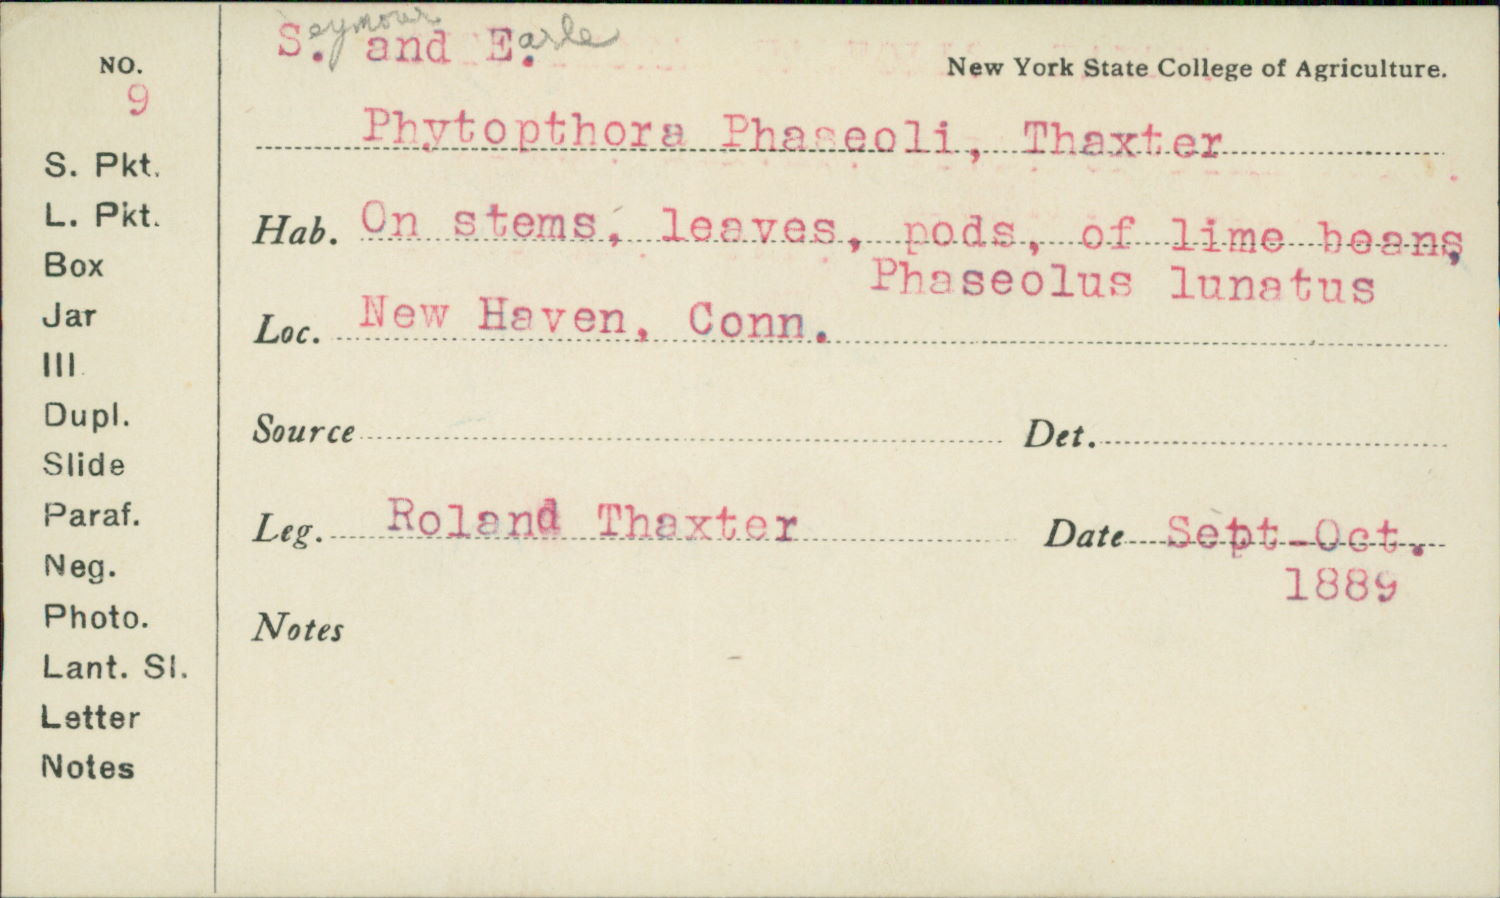 S. and E. Seymour Earle
New York State College of Agriculture.
NO.
9
Phytopthora Phaseoli, Thaxter
S. Pkt.
L. Pkt.
Box
Jar
Ill.
Dupl.
Slide
Paraf.
Neg.
Photo.
Lant. Sl.
Letter
Notes
Hab. On stems, leaves, pods, of lime beans,
Phaseolus lunatus
Loc. New Haven, Conn.
Source Det.
Leg. Roland Thaxter Date Sept-Oct.
1889
Notes